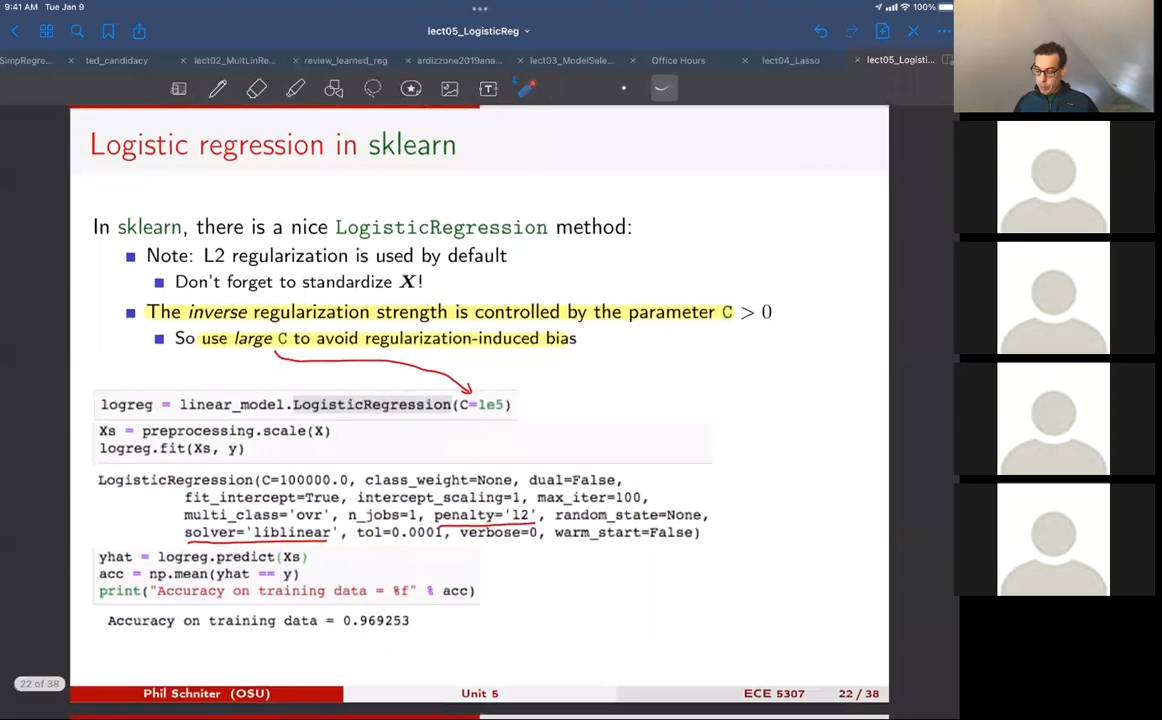 9:41 AM Tue Jan 9
100%
lect05_LogisticReg
SimpRegre...
ted_candidacy
lect02_MultLinRe...
review_learned_reg
ardizzone2019ana...
lect03_ModelSele...
Office Hours
lect04_Lasso
lect05_Logisti...
Logistic regression in sklearn
In sklearn, there is a nice LogisticRegression method:
Note: L2 regularization is used by default
Don't forget to standardize X!
The inverse regularization strength is controlled by the parameter C > 0
So use large C to avoid regularization-induced bias
logreg = linear_model.LogisticRegression(C=1e5)
Xs = preprocessing.scale(X)
logreg.fit(Xs, y)
LogisticRegression(C=100000.0, class_weight=None, dual=False,
fit_intercept=True, intercept_scaling=1, max_iter=100,
multi_class='ovr', n_jobs=1, penalty='l2', random_state=None,
solver='liblinear', tol=0.0001, verbose=0, warm_start=False)
yhat = logreg.predict(Xs)
acc = np.mean(yhat == y)
print("Accuracy on training data = %f" % acc)
Accuracy on training data = 0.969253
22 of 38
Phil Schniter (OSU)
Unit 5
ECE 5307
22 / 38